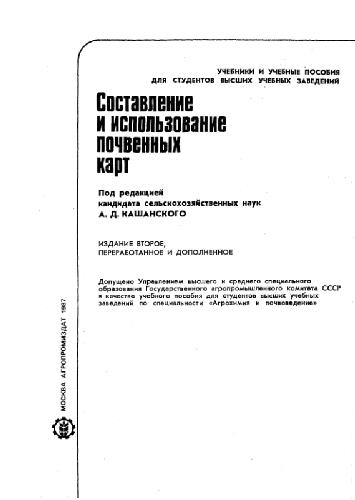 УЧЕБНИКИ И УЧЕБНЫЕ ПОСОБИЯ
ДЛЯ СТУДЕНТОВ ВЫСШИХ УЧЕБНЫХ ЗАВЕДЕНИЙ
Составление
и использование
почвенных
карт
Под редакцией
кандидата сельскохозяйственных наук
А. Д. КАШАНСКОГО
ИЗДАНИЕ ВТОРОЕ,
ПЕРЕРАБОТАННОЕ И ДОПОЛНЕННОЕ
Допущено Управлением высшего и среднего специального
образования Государственного агропромышленного комитета СССР
в качестве учебного пособия для студентов высших учебных
заведений по специальности «Агрохимия и почвоведение»
МОСКВА АГРОПРОМИЗДАТ 1987